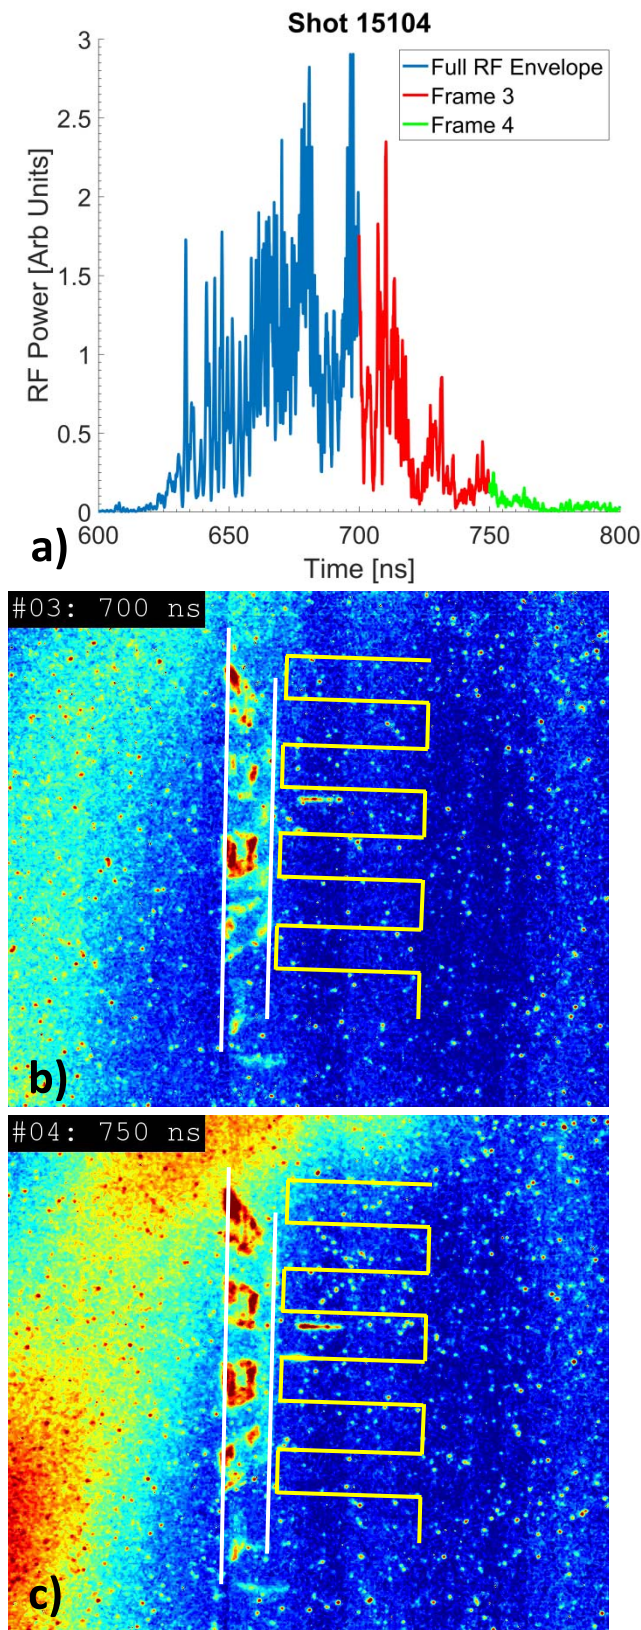 Shot 15104
3
2.5
2
1.5
1
0.5
0
RF Power [Arb Units]
Full RF Envelope
Frame 3
Frame 4
600 650 700 750 800
Time [ns]
a)
#03: 700 ns
b)
#04: 750 ns
c)